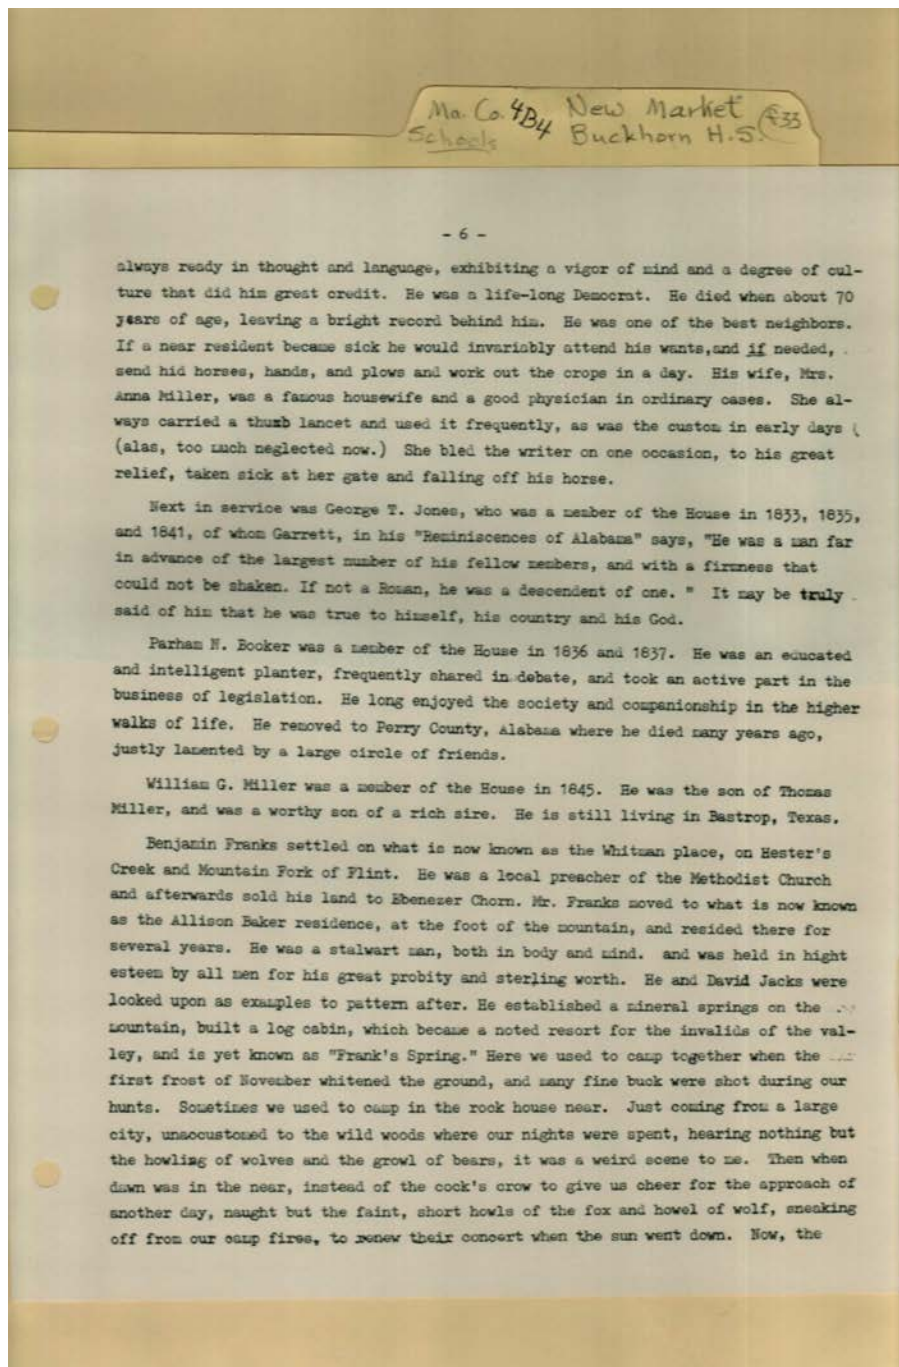 Ma. Co. 4B4 New Market
Schools Buckhorn H.S.
- 6 -
always ready in thought and language, exhibiting a vigor of mind and a degree of cul-
ture that did him great credit. He was a life-long Democrat. He died when about 70
years of age, leaving a bright record behind him. He was one of the best neighbors.
If a near resident became sick he would invariably attend his wants,and if needed,
send hid horses, hands, and plows and work out the crops in a day. His wife, Mrs.
Anna Miller, was a famous housewife and a good physician in ordinary cases. She al-
ways carried a thumb lancet and used it frequently, as was the custom in early days (
(alas, too much neglected now.) She bled the writer on one occasion, to his great
relief, taken sick at her gate and falling off his horse.
Next in service was George T. Jones, who was a member of the House in 1833, 1835,
and 1841, of whom Garrett, in his "Reminiscences of Alabama" says, "He was a man far
in advance of the largest number of his fellow members, and with a firmness that
could not be shaken. If not a Roman, he was a descendent of one. " It may be truly
said of him that he was true to himself, his country and his God.
Parham N. Booker was a member of the House in 1836 and 1837. He was an educated
and intelligent planter, frequently shared in debate, and took an active part in the
business of legislation. He long enjoyed the society and companionship in the higher
walks of life. He removed to Perry County, Alabama where he died many years ago,
justly lamented by a large circle of friends.
William G. Miller was a member of the House in 1845. He was the son of Thomas
Miller, and was a worthy son of a rich sire. He is still living in Bastrop, Texas.
Benjamin Franks settled on what is now known as the Whitman place, on Hester's
Creek and Mountain Fork of Flint. He was a local preacher of the Methodist Church
and afterwards sold his land to Ebenezer Chorn. Mr. Franks moved to what is now known
as the Allison Baker residence, at the foot of the mountain, and resided there for
several years. He was a stalwart man, both in body and mind. and was held in hight
esteem by all men for his great probity and sterling worth. He and David Jacks were
looked upon as examples to pattern after. He established a mineral springs on the
mountain, built a log cabin, which became a noted resort for the invalids of the val-
ley, and is yet known as "Frank's Spring." Here we used to camp together when the
first frost of November whitened the ground, and many fine buck were shot during our
hunts. Sometimes we used to camp in the rock house near. Just coming from a large
city, unaccustomed to the wild woods where our nights were spent, hearing nothing but
the howling of wolves and the growl of bears, it was a weird scene to me. Then when
dawn was in the near, instead of the cock's crow to give us cheer for the approach of
another day, naught but the faint, short howls of the fox and howel of wolf, sneaking
off from our camp fires, to renew their concert when the sun went down. Now, the